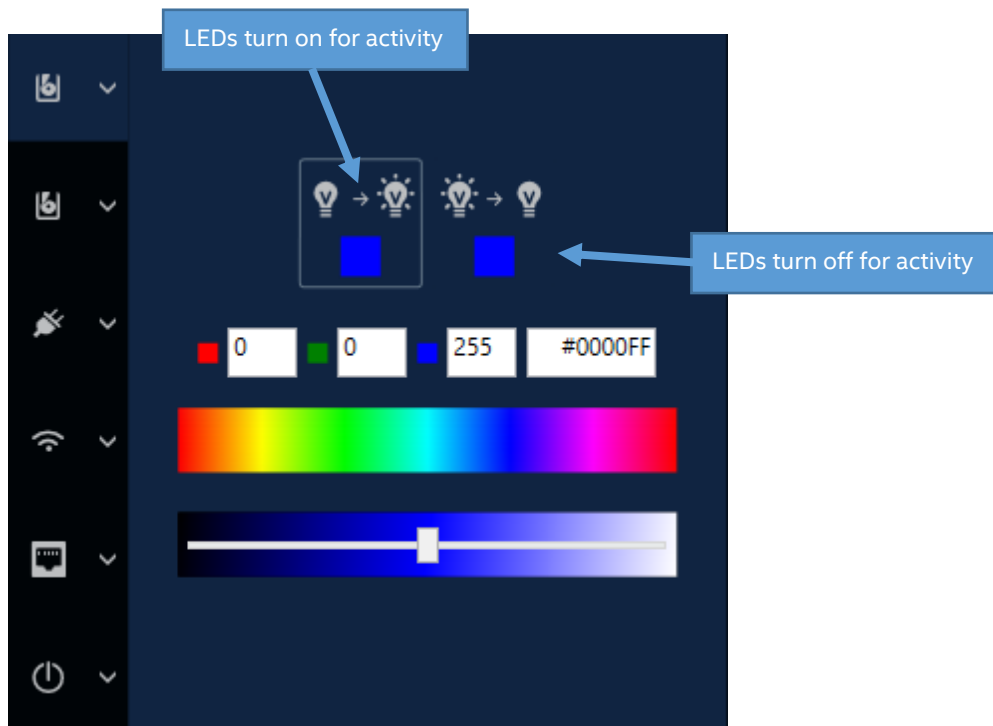 LEDs turn on for activity
LEDs turn off for activity
0 0 255 #0000FF